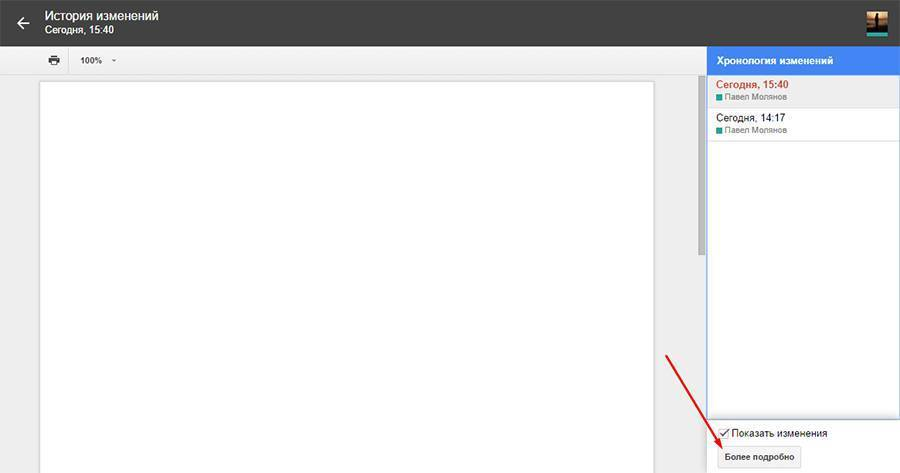 История изменений
Сегодня, 15:40
100%
Хронология изменений
Сегодня, 15:40
Павел Молянов
Сегодня, 14:17
Павел Молянов
Показать изменения
Более подробно